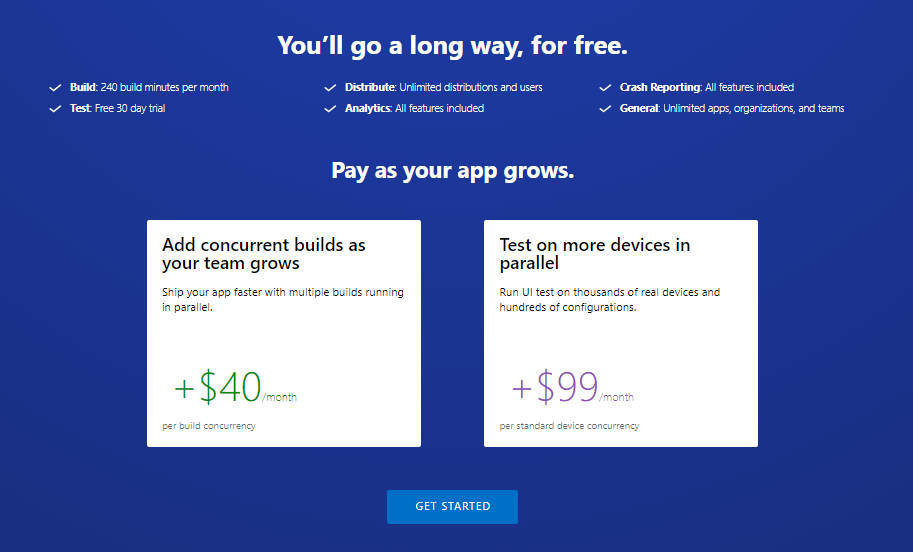 You’ll go a long way, for free.
Build: 240 build minutes per month
Distribute: Unlimited distributions and users
Crash Reporting: All features included
Test: Free 30 day trial
Analytics: All features included
General: Unlimited apps, organizations, and teams
Pay as your app grows.
Add concurrent builds as
your team grows
Ship your app faster with multiple builds running
in parallel.
+$40/month
per build concurrency
Test on more devices in
parallel
Run UI test on thousands of real devices and
hundreds of configurations.
+$99/month
per standard device concurrency
GET STARTED